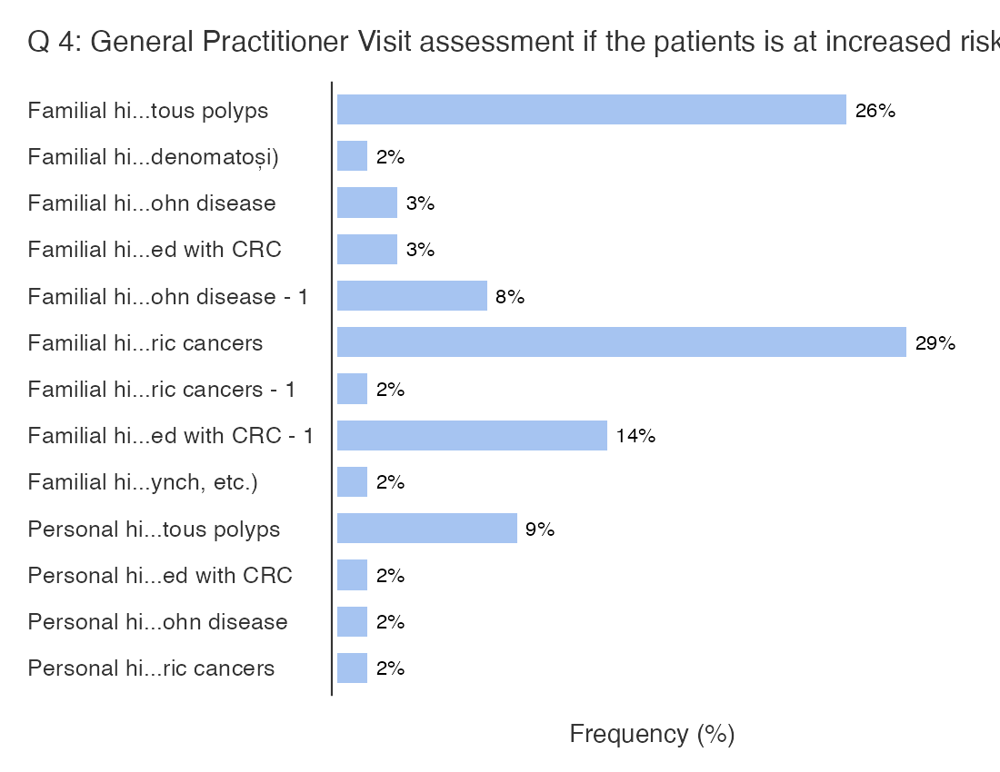 Q 4: General Practitioner Visit assessment if the patients is at increased risk
Familial hi...tous polyps 26%
Familial hi...denomatoși) 2%
Familial hi...ohn disease 3%
Familial hi...ed with CRC 3%
Familial hi...ohn disease - 1 8%
Familial hi...ric cancers 29%
Familial hi...ric cancers - 1 2%
Familial hi...ed with CRC - 1 14%
Familial hi...ynch, etc.) 2%
Personal hi...tous polyps 9%
Personal hi...ed with CRC 2%
Personal hi...ohn disease 2%
Personal hi...ric cancers 2%
Frequency (%)